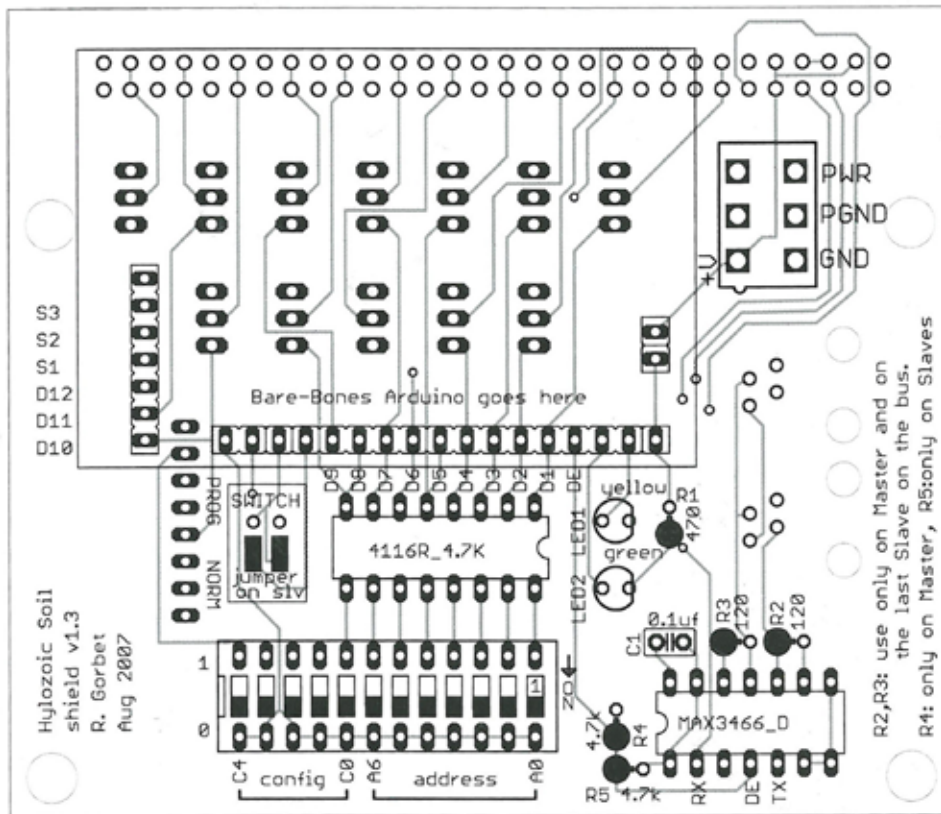 PWR
PGND
GND
+V
S3
S2
S1
D12
D11
D10
Bare-Bones Arduino goes here
D9
D8
D7
D6
D5
D4
D3
D2
D1
DE
PROG
NORM
SWITCH
jumper
on slv
4116R_4.7K
LED1
LED2
yellow
green
R1
470
0.1uf
C1
R3
120
R2
120
Hylozoic Soil
shield v1.3
R. Gorbet
Aug 2007
1
0
1
ON
C4
C0
A6
A0
config
address
4.7k
R4
R5 4.7k
MAX3466_D
RX
DE
TX
R2,R3: use only on Master and on
the last Slave on the bus.
R4: only on Master, R5:only on Slaves